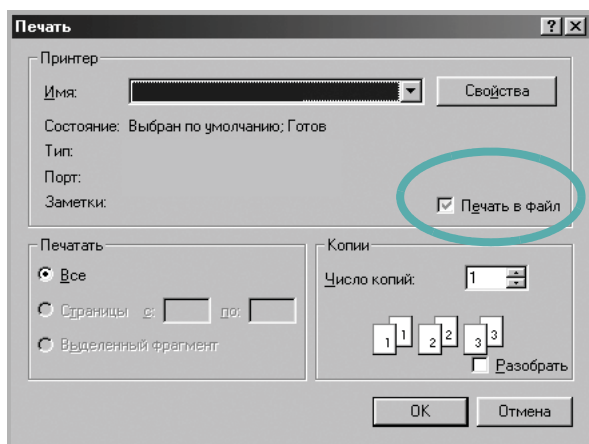 Печать
Принтер
Имя:
Свойства
Состояние: Выбран по умолчанию; Готов
Тип:
Порт:
Заметки:
Печать в файл
Печатать
Все
Страницы с: по:
Выделенный фрагмент
Копии
Число копий: 1
1 1 2 2 3 3
Разобрать
OK
Отмена